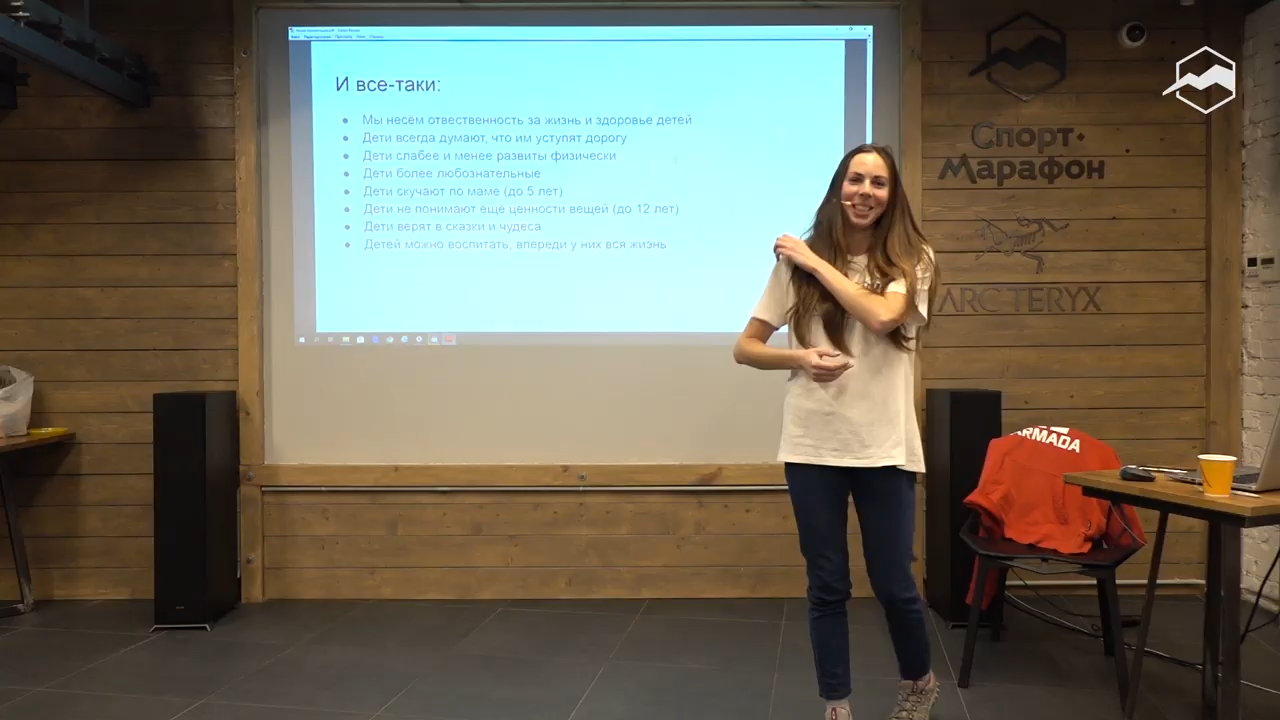 И все-таки:
Мы несём отвественность за жизнь и здоровье детей
Дети всегда думают, что им уступят дорогу
Дети слабее и менее развиты физически
Дети более любознательные
Дети скучают по маме (до 5 лет)
Дети не понимают ещё ценности вещей (до 12 лет)
Дети верят в сказки и чудеса
Детей можно воспитать, впереди у них вся жизнь
Спорт-
Марафон
ARC'TERYX
ARMADA